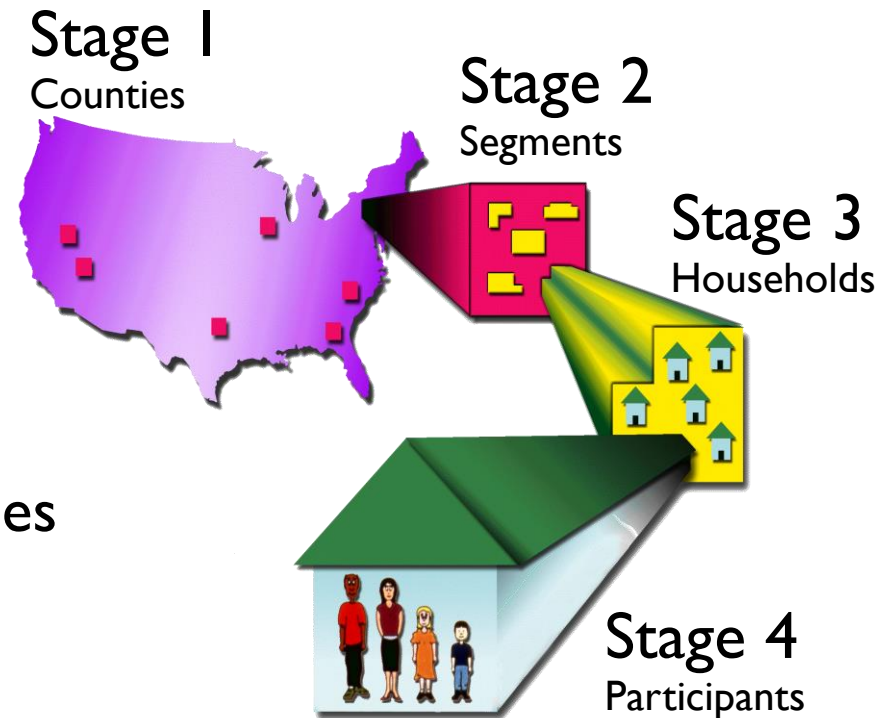 Stage 1
Counties
Stage 2
Segments
Stage 3
Households
es
Stage 4
Participants